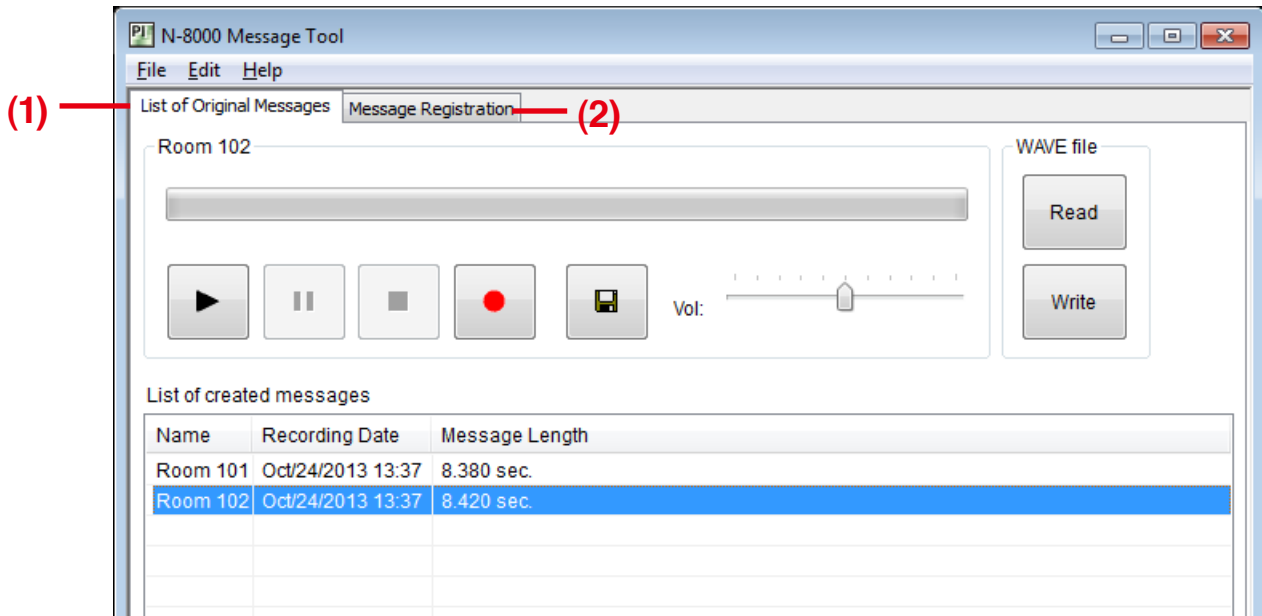 PI N-8000 Message Tool
File Edit Help
(1) List of Original Messages Message Registration (2)
Room 102 WAVE file
Read
Vol: Write
List of created messages
Name Recording Date Message Length
Room 101 Oct/24/2013 13:37 8.380 sec.
Room 102 Oct/24/2013 13:37 8.420 sec.